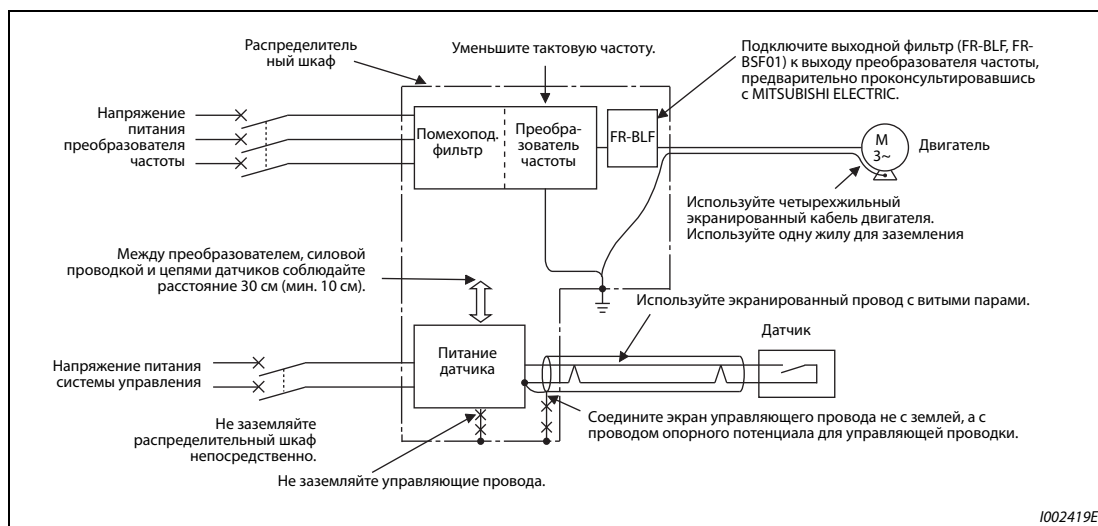 Распределитель
ный шкаф
Уменьшите тактовую частоту.
Подключите выходной фильтр (FR-BLF, FR-
BSF01) к выходу преобразователя частоты,
предварительно проконсультировавшись
с MITSUBISHI ELECTRIC.
Напряжение
питания
преобразователя
частоты
Помехопод.
фильтр
Преобра-
зователь
частоты
FR-BLF
M
3~
Двигатель
Используйте четырехжильный
экранированный кабель двигателя.
Используйте одну жилу для заземления
Между преобразователем, силовой
проводкой и цепями датчиков соблюдайте
расстояние 30 см (мин. 10 см).
Используйте экранированный провод с витыми парами.
Датчик
Напряжение питания
системы управления
Питание
датчика
Соедините экран управляющего провода не с землей, а с
проводом опорного потенциала для управляющей проводки.
Не заземляйте
распределительный шкаф
непосредственно.
Не заземляйте управляющие провода.
I002419E